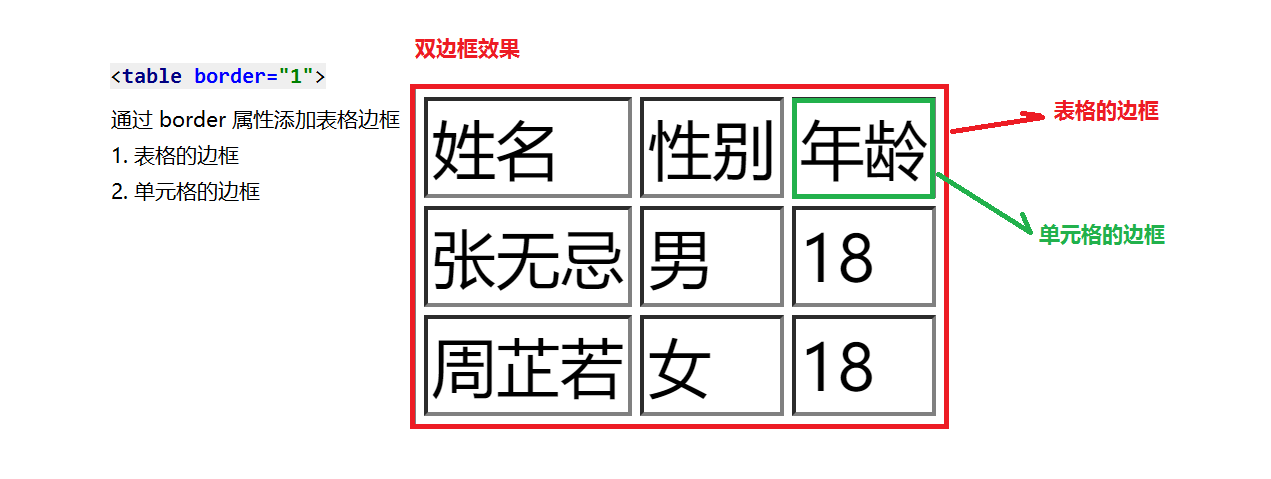 双边框效果
<table border="1">
通过 border 属性添加表格边框
1. 表格的边框
2. 单元格的边框
姓名 性别 年龄
张无忌 男 18
周芷若 女 18
表格的边框
单元格的边框